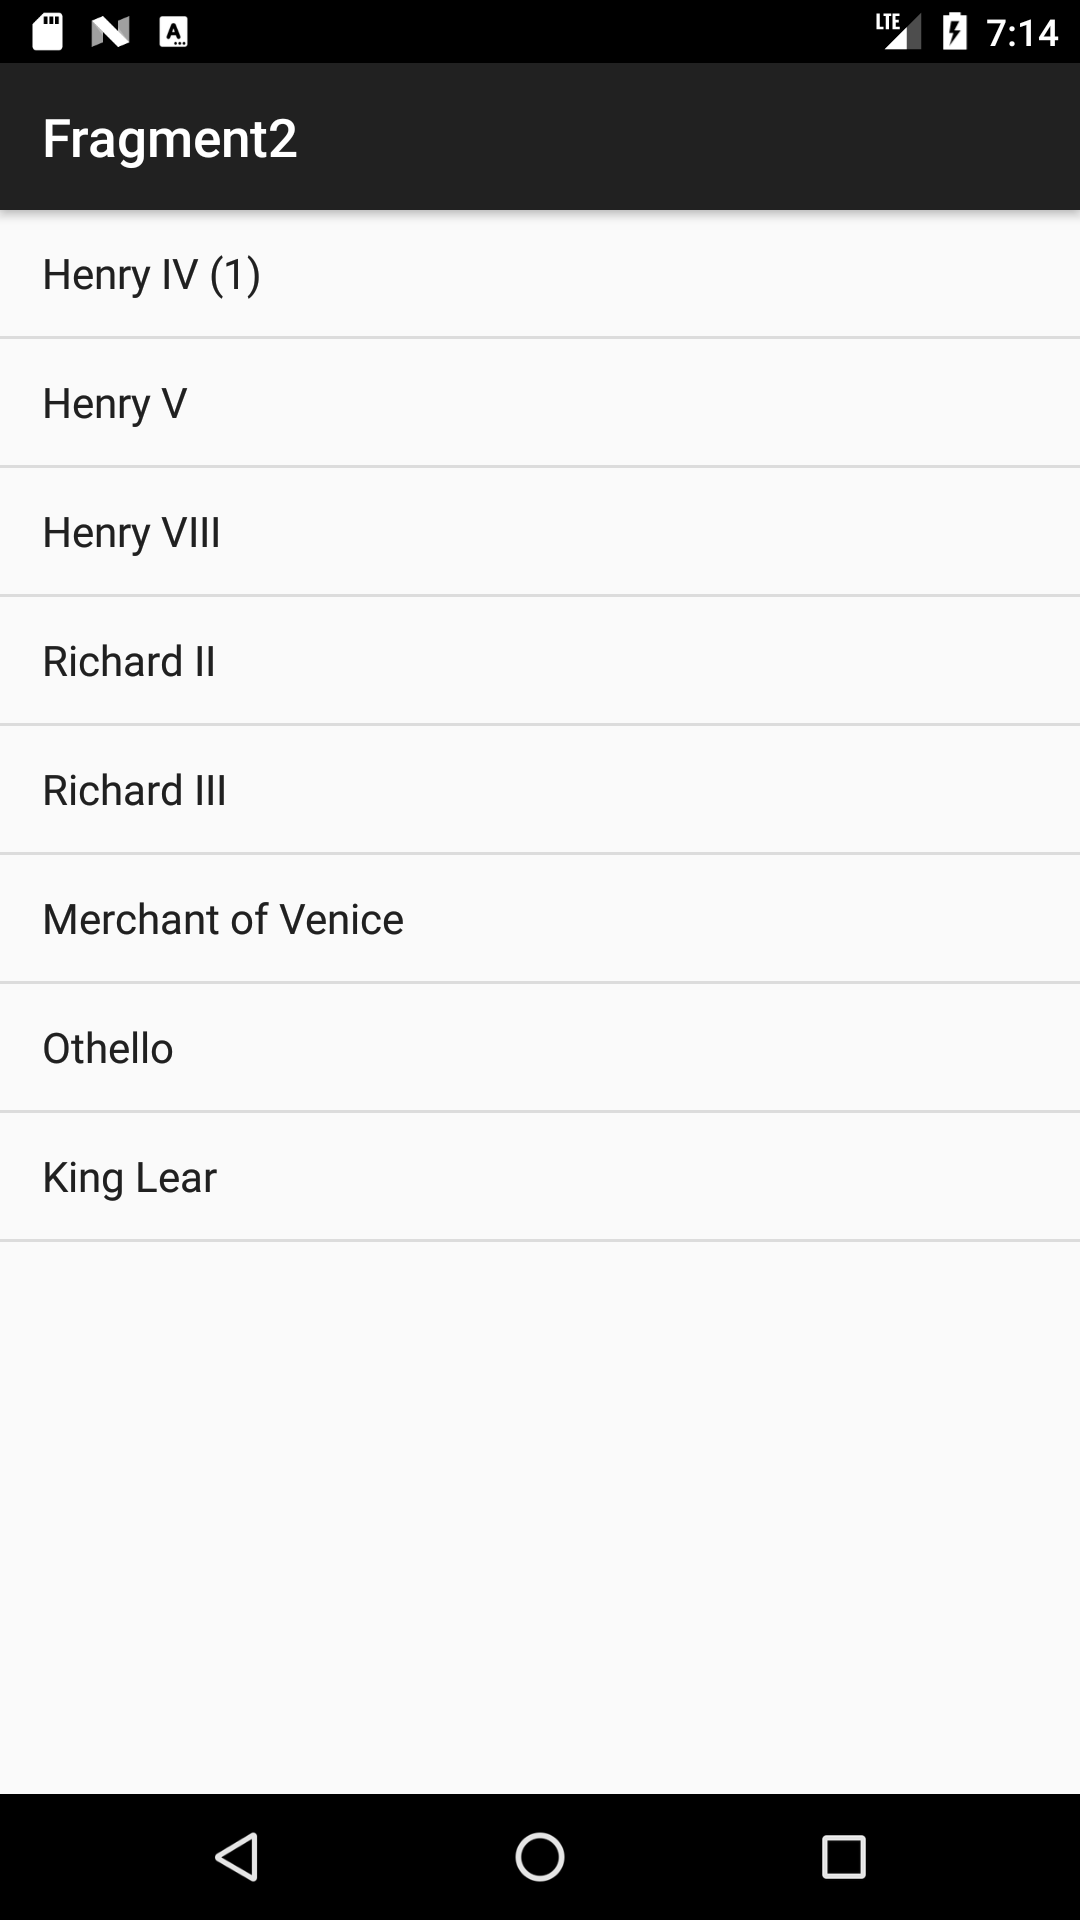 LTE 7:14
Fragment2
Henry IV (1)
Henry V
Henry VIII
Richard II
Richard III
Merchant of Venice
Othello
King Lear